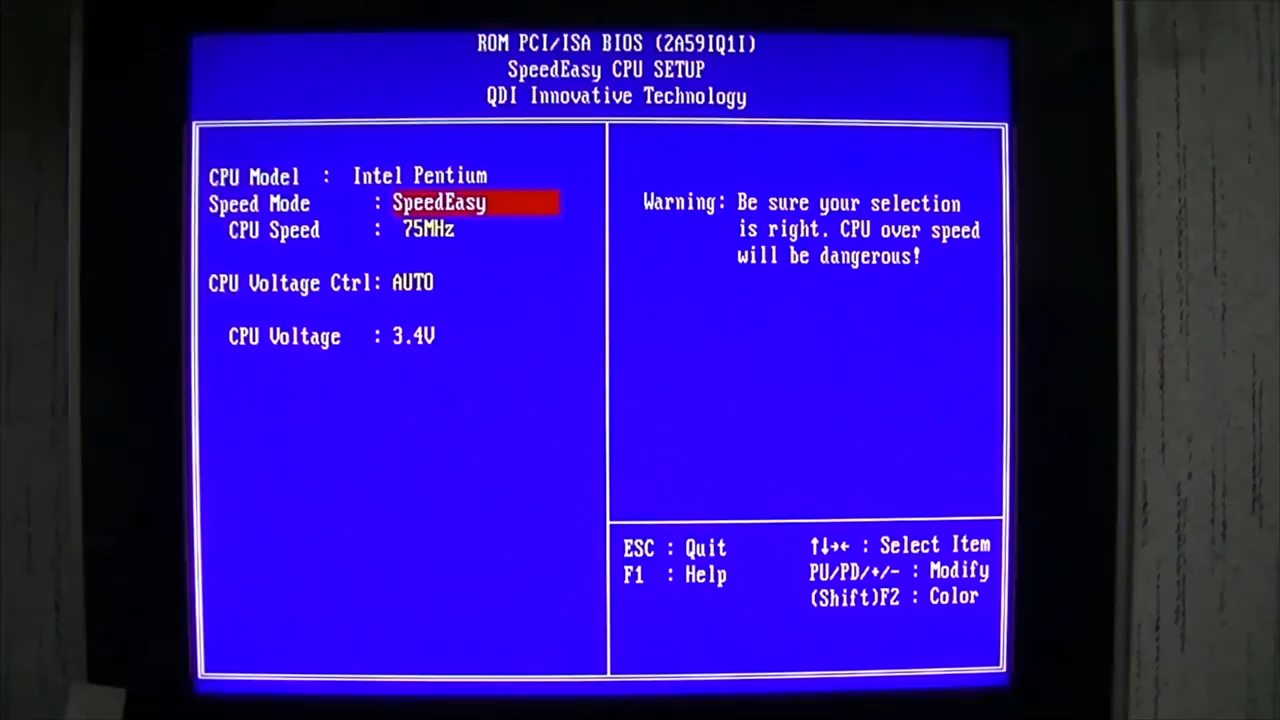 ROM PCI/ISA BIOS (2A59IQ1I)
SpeedEasy CPU SETUP
QDI Innovative Technology
CPU Model : Intel Pentium
Speed Mode : SpeedEasy
CPU Speed : 75MHz
CPU Voltage Ctrl: AUTO
CPU Voltage : 3.4V
Warning: Be sure your selection
is right. CPU over speed
will be dangerous!
ESC : Quit ↑↓→← : Select Item
F1 : Help PU/PD/+/- : Modify
(Shift)F2 : Color